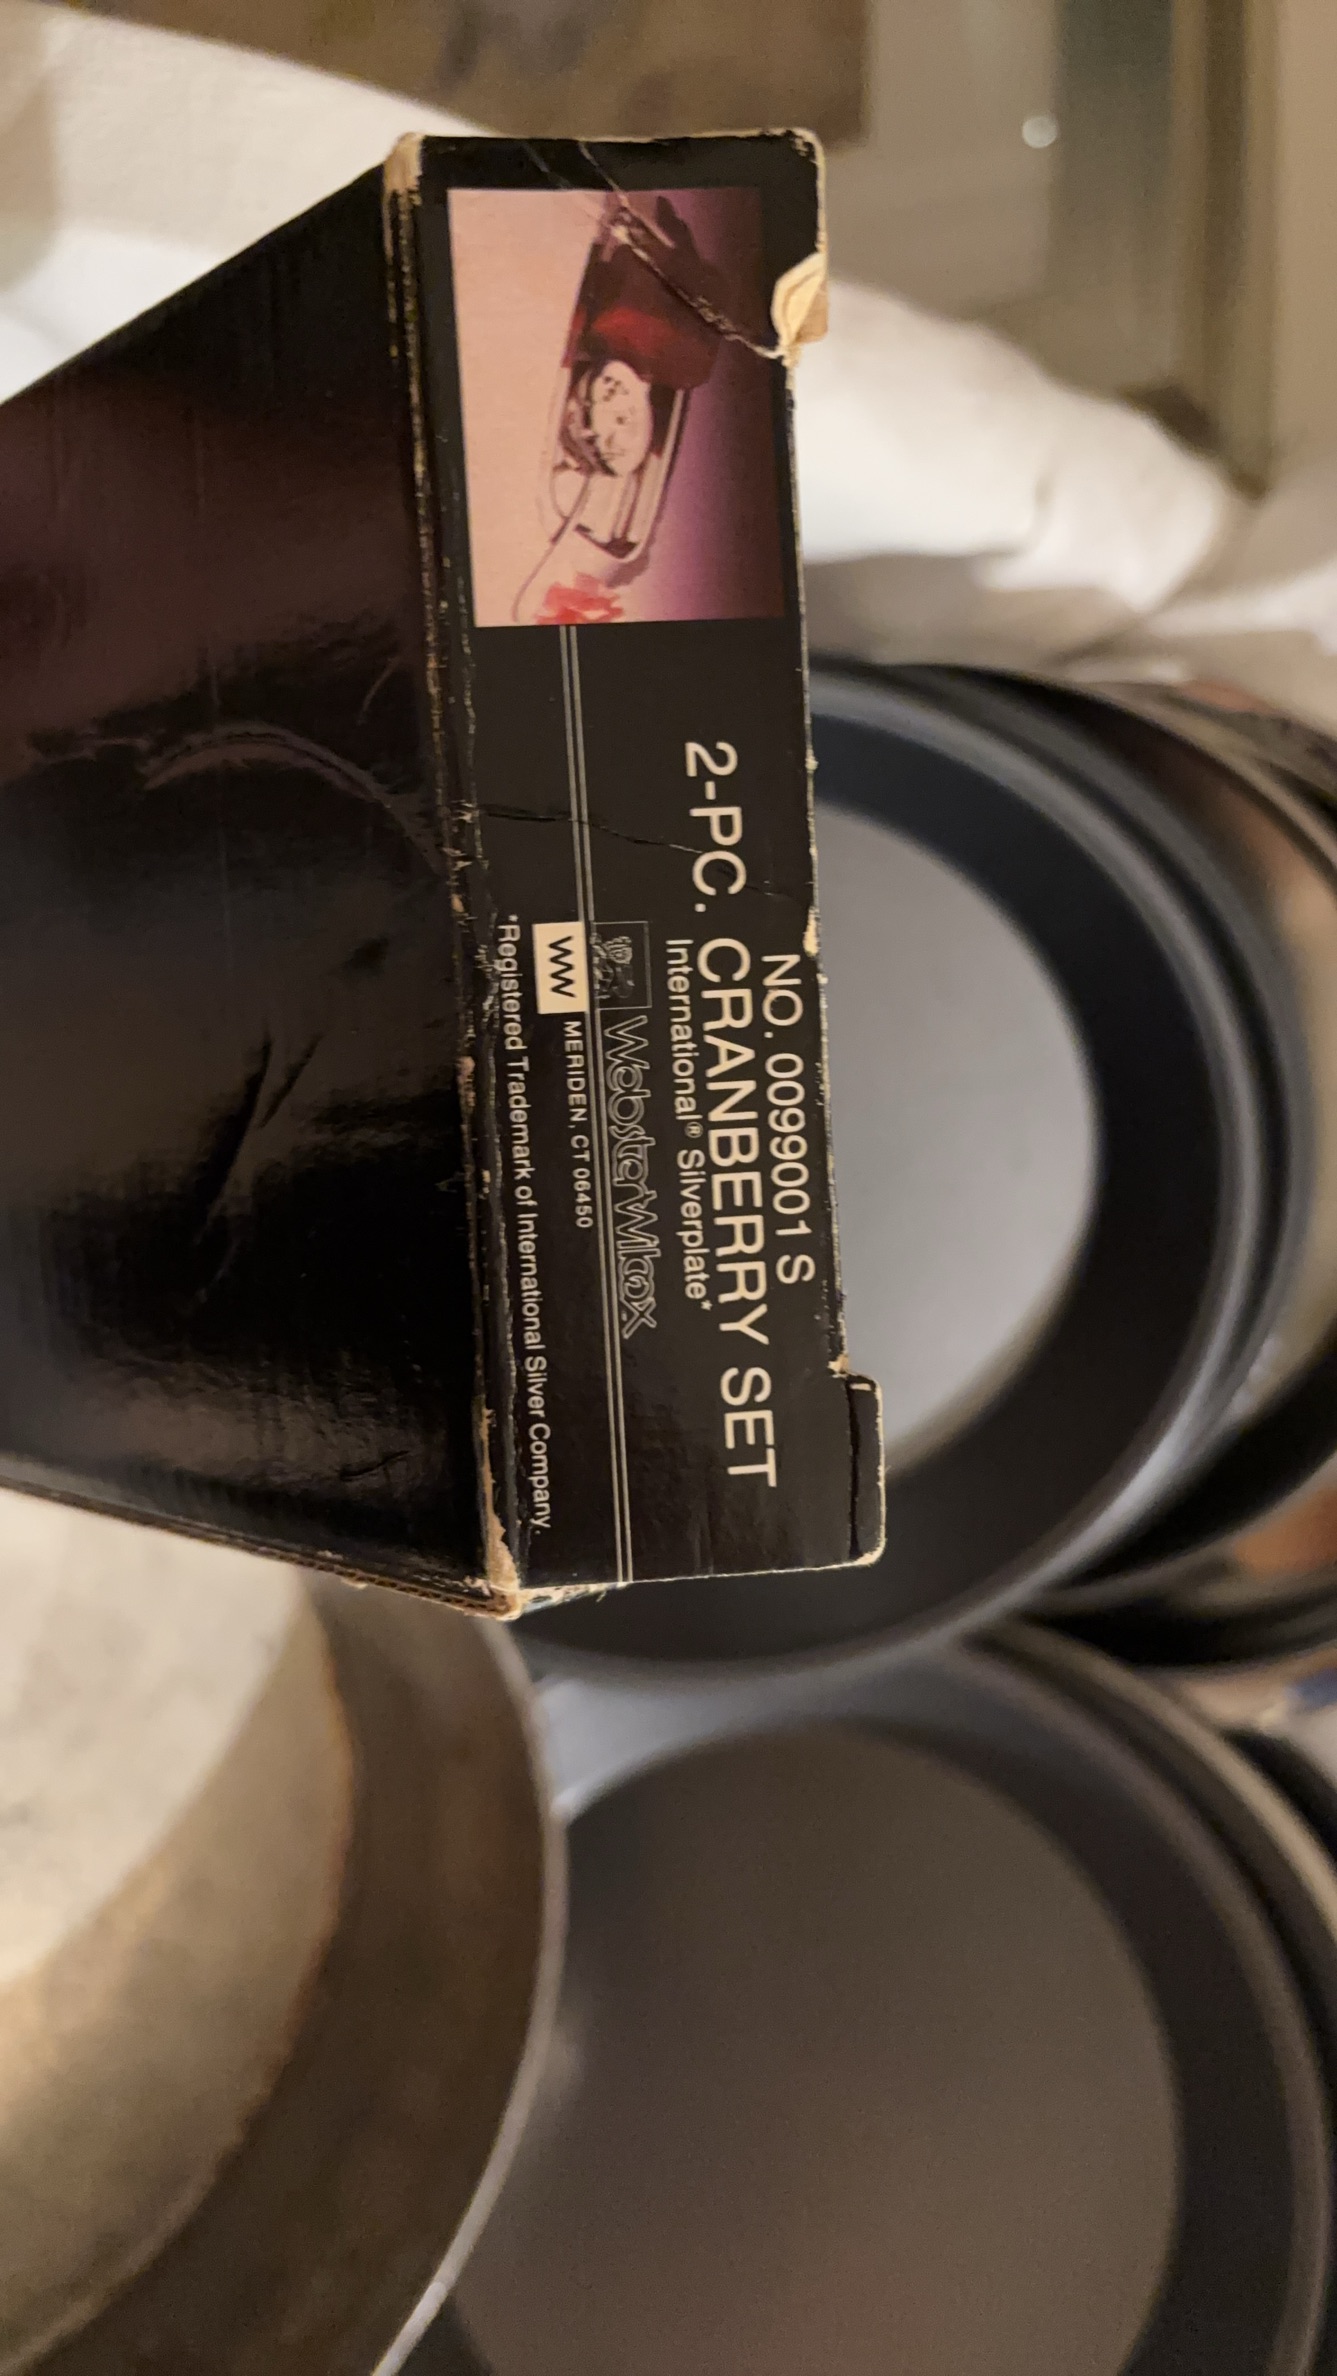 NO. 0099001 S
2-PC. CRANBERRY SET
International® Silverplate*
WebsterWilcox
WW MERIDEN, CT 06450
*Registered Trademark of International Silver Company.